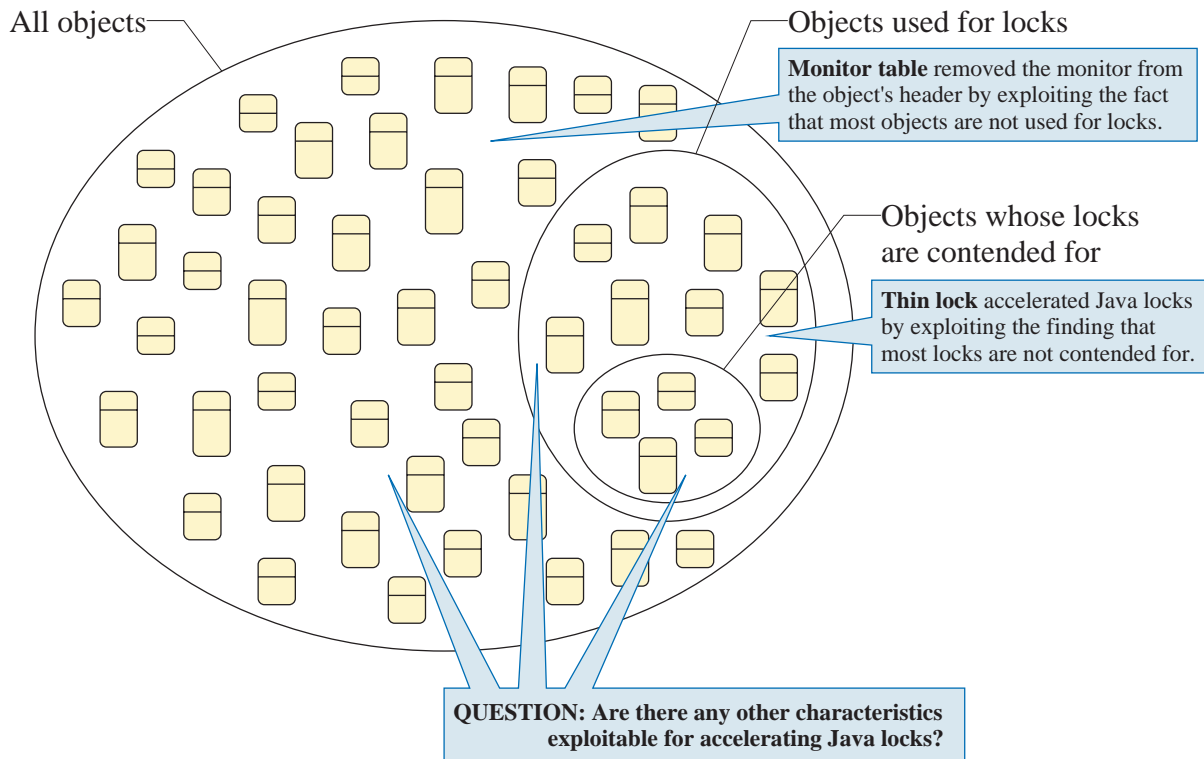 All objects
Objects used for locks
Monitor table removed the monitor from
the object's header by exploiting the fact
that most objects are not used for locks.
Objects whose locks
are contended for
Thin lock accelerated Java locks
by exploiting the finding that
most locks are not contended for.
QUESTION: Are there any other characteristics
exploitable for accelerating Java locks?